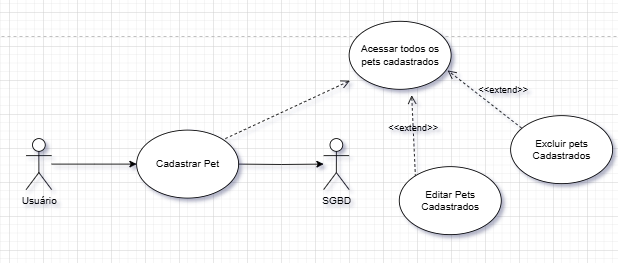 Acessar todos os
pets cadastrados
<<extend>>
<<extend>>
Excluir pets
Cadastrados
Cadastrar Pet
Usuário
SGBD
Editar Pets
Cadastrados